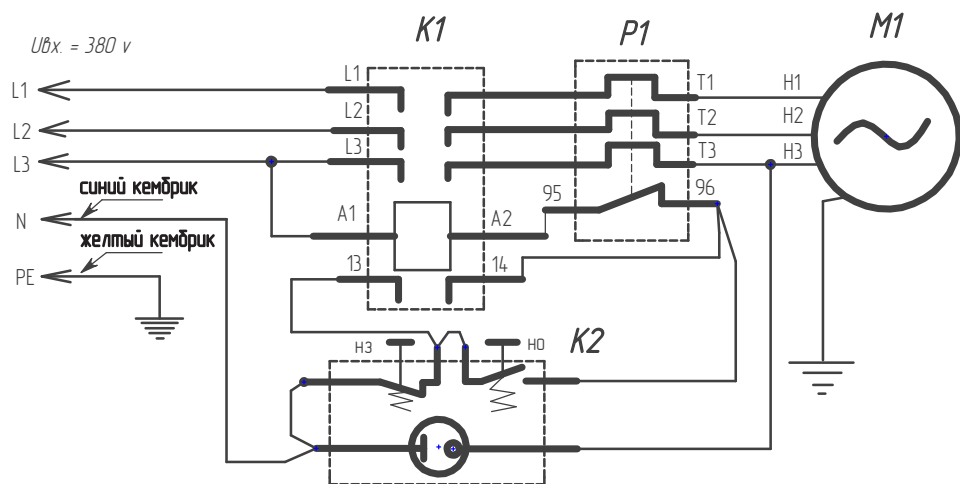 K1
P1
M1
Uвх. = 380 v
L1
L1
T1
H1
L2
L2
T2
H2
L3
L3
T3
H3
синий кембрик
95
96
N
A1
A2
желтый кембрик
13
14
PE
НЗ
НО
K2